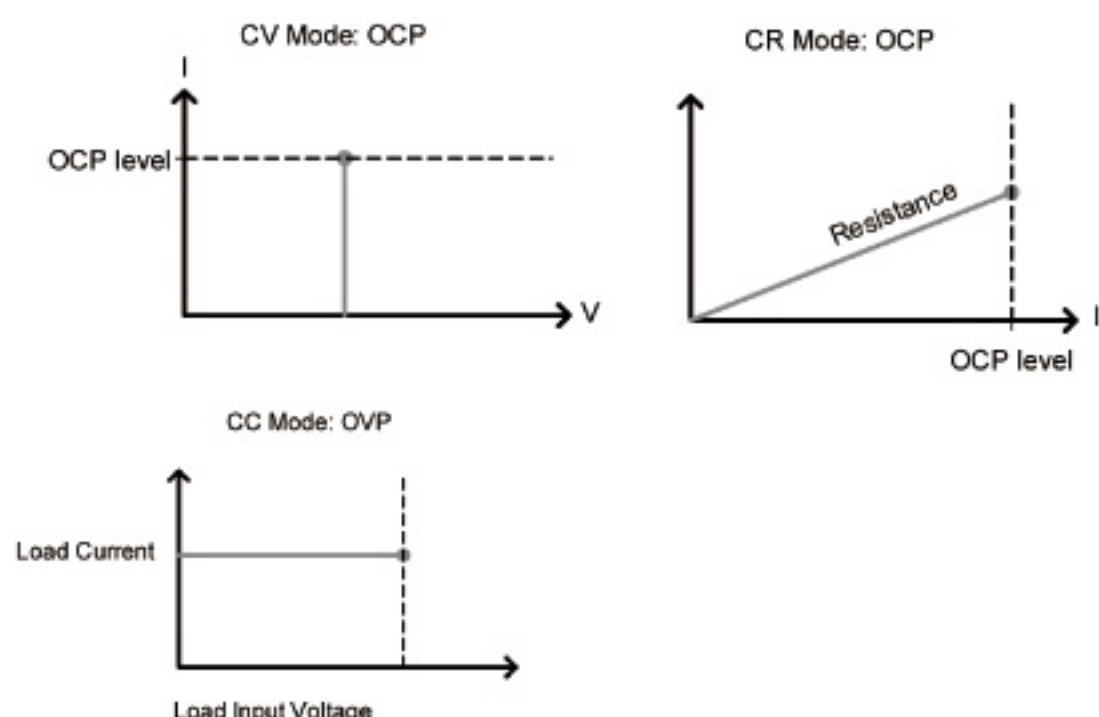 CV Mode: OCP
I
OCP level
V
CR Mode: OCP
Resistance
I
OCP level
CC Mode: OVP
Load Current
Load Input Voltage